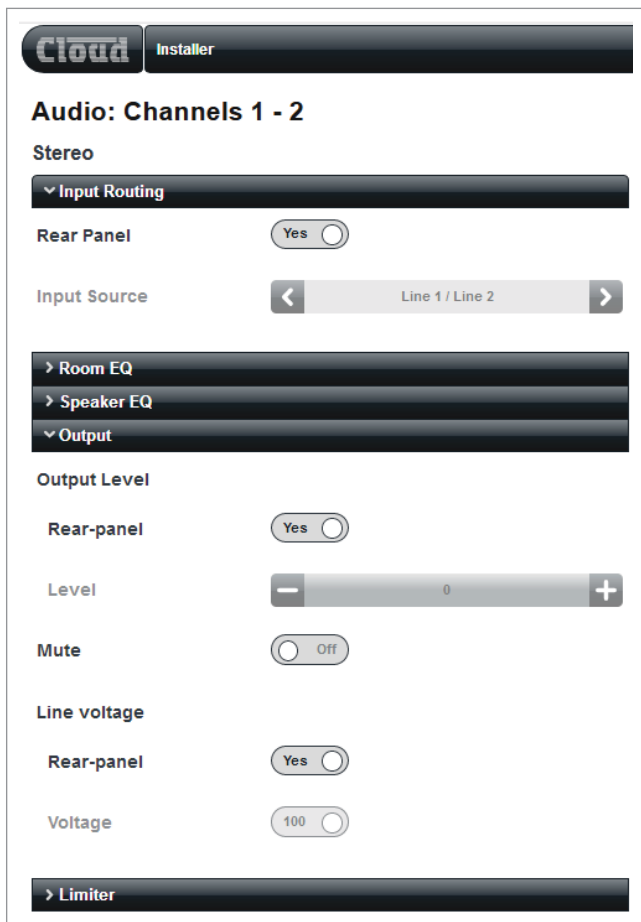 Cloud Installer
Audio: Channels 1 - 2
Stereo
Input Routing
Rear Panel Yes
Input Source Line 1 / Line 2
Room EQ
Speaker EQ
Output
Output Level
Rear-panel Yes
Level 0
Mute Off
Line voltage
Rear-panel Yes
Voltage 100
Limiter